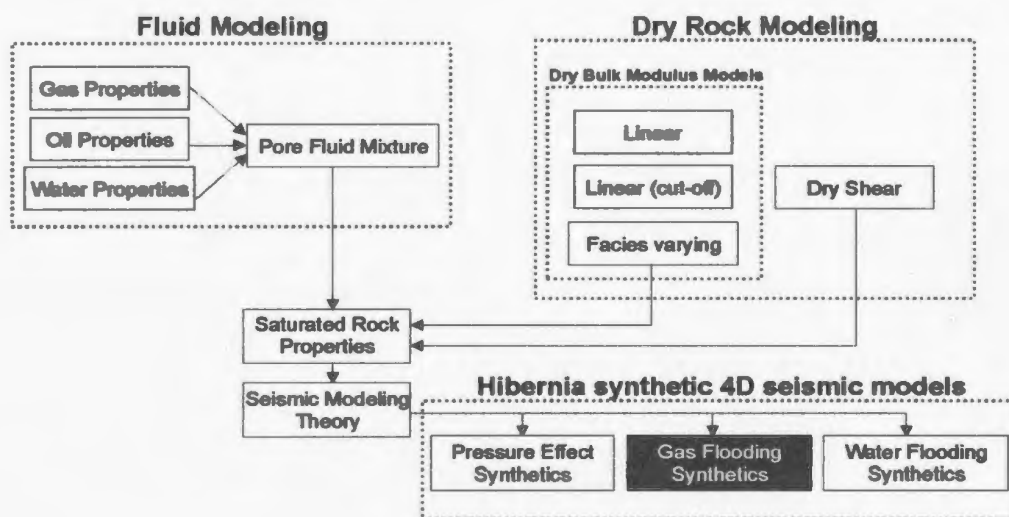 Fluid Modeling
Gas Properties
Oil Properties
Water Properties
Pore Fluid Mixture
Dry Rock Modeling
Dry Bulk Modulus Models
Linear
Linear (cut-off)
Facies varying
Dry Shear
Saturated Rock
Properties
Seismic Modeling
Theory
Hibernia synthetic 4D seismic models
Pressure Effect
Synthetics
Gas Flooding
Synthetics
Water Flooding
Synthetics